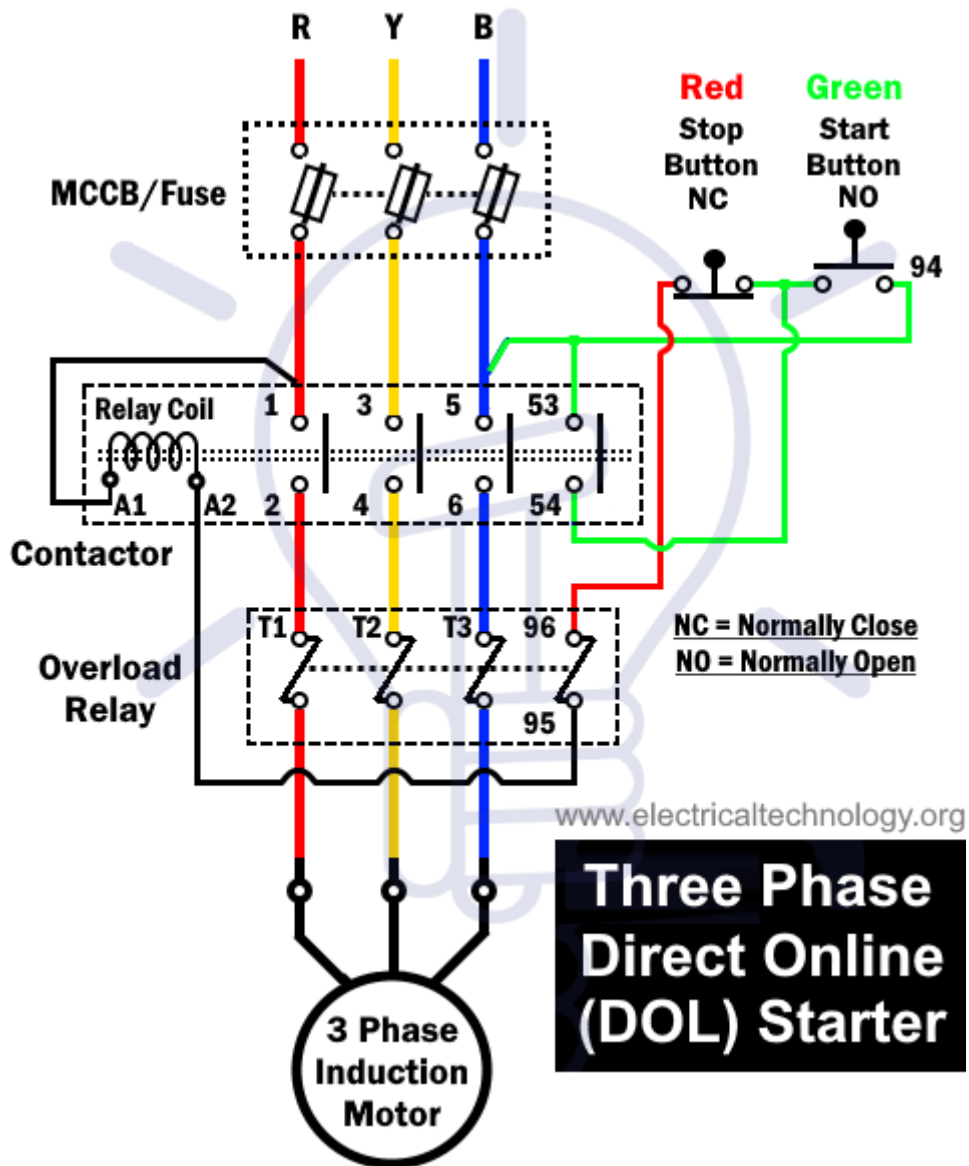 R Y B
Red Green
Stop Button NC
Start Button NO
94
MCCB/Fuse
Relay Coil 1 3 5 53
A1 A2 2 4 6 54
Contactor
T1 T2 T3 96
NC = Normally Close
NO = Normally Open
Overload
Relay
95
www.electricaltechnology.org
Three Phase
Direct Online
(DOL) Starter
3 Phase
Induction
Motor